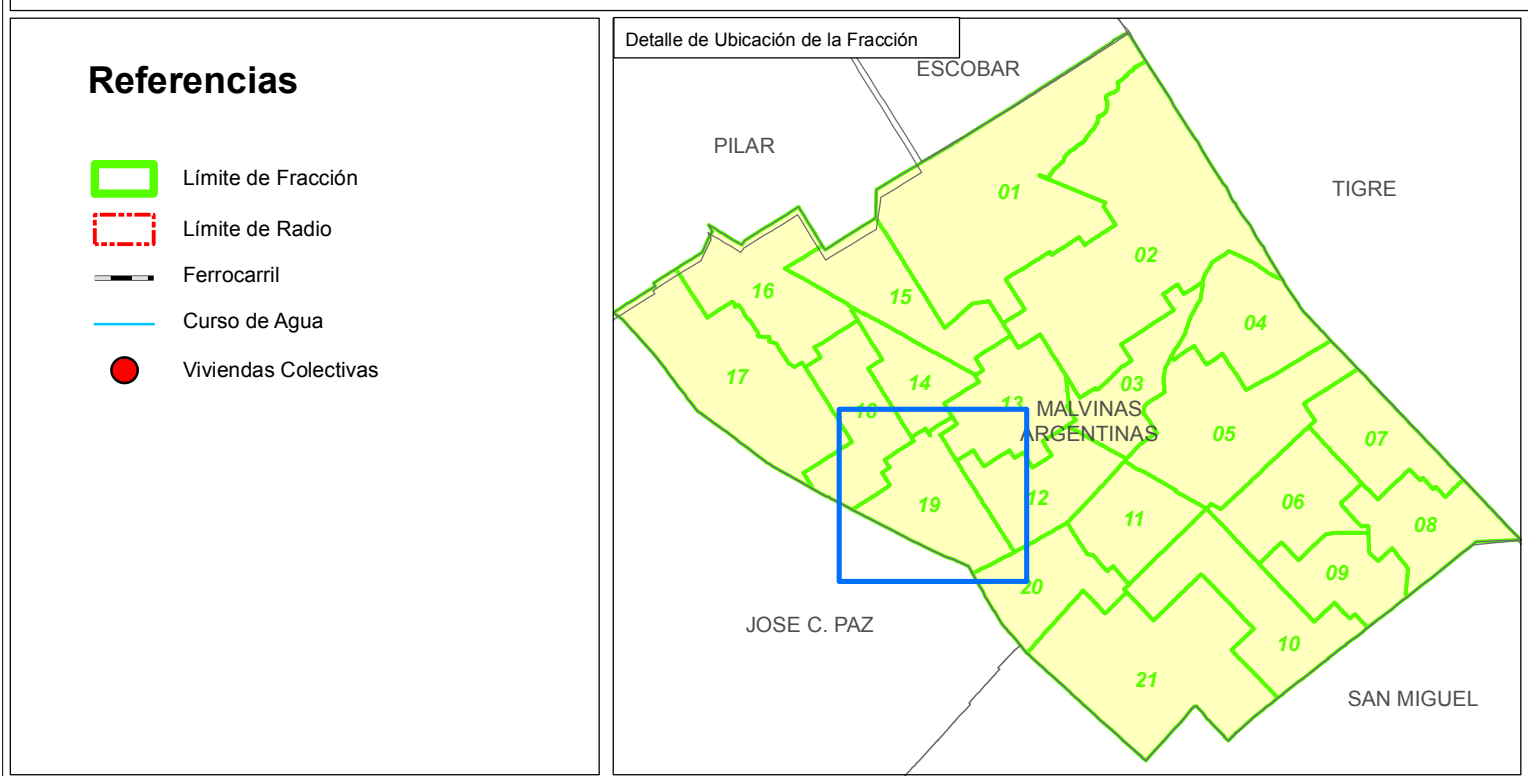 Referencias
Límite de Fracción
Límite de Radio
Ferrocarril
Curso de Agua
Viviendas Colectivas
Detalle de Ubicación de la Fracción
ESCOBAR
PILAR
TIGRE
01
02
16
15
04
17
14
03
18
13
MALVINAS
ARGENTINAS
05
07
19
12
11
06
08
09
20
JOSE C. PAZ
10
21
SAN MIGUEL